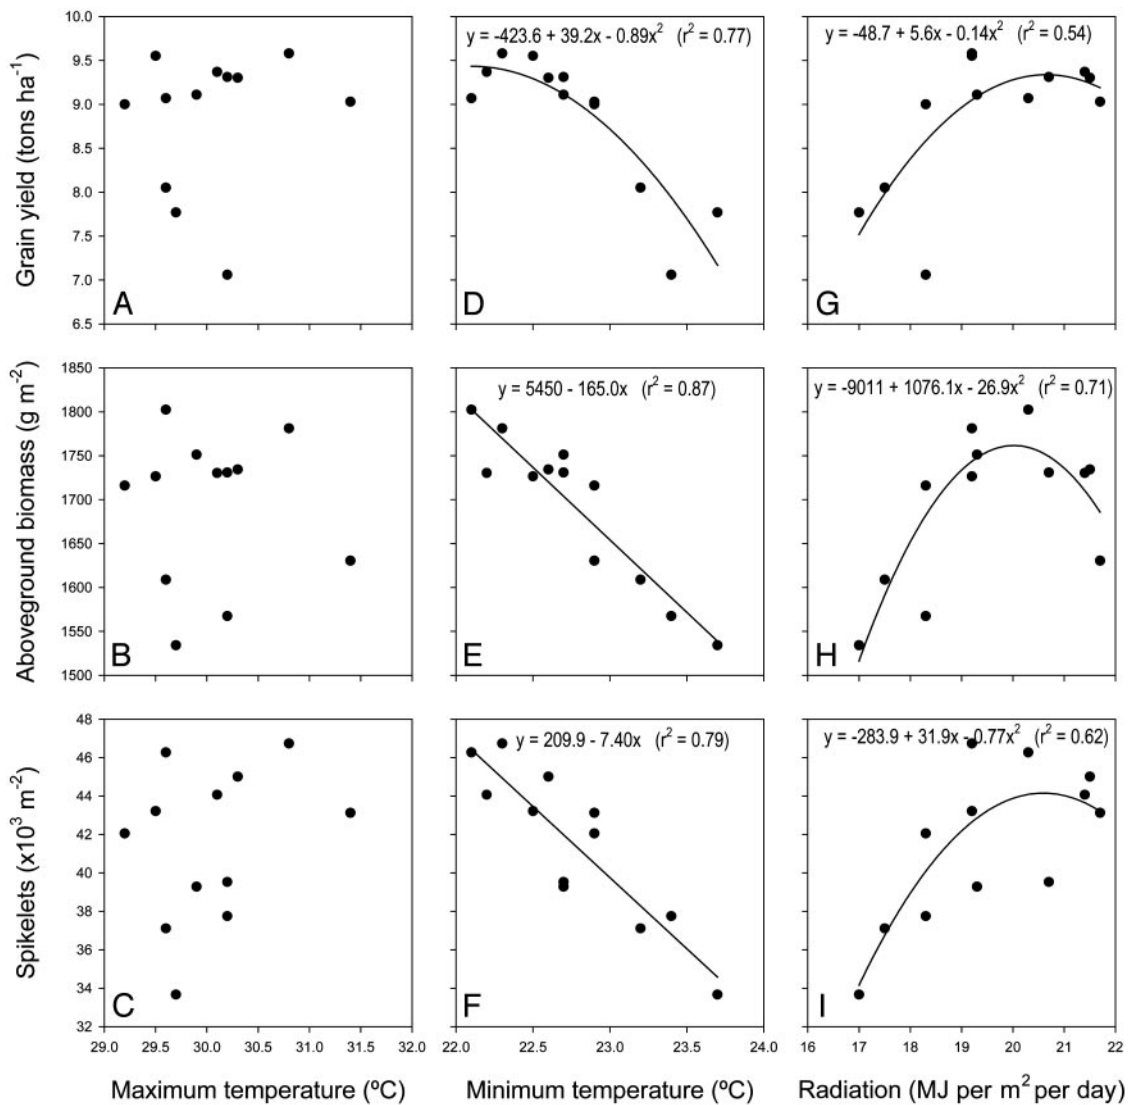 Grain yield (tons ha⁻¹)
10.0
9.5
9.0
8.5
8.0
7.5
7.0
6.5
A
y = -423.6 + 39.2x - 0.89x² (r² = 0.77)
D
y = -48.7 + 5.6x - 0.14x² (r² = 0.54)
G
Aboveground biomass (g m⁻²)
1850
1800
1750
1700
1650
1600
1550
1500
B
y = 5450 - 165.0x (r² = 0.87)
E
y = -9011 + 1076.1x - 26.9x² (r² = 0.71)
H
Spikelets (x10³ m⁻²)
48
46
44
42
40
38
36
34
32
C
y = 209.9 - 7.40x (r² = 0.79)
F
y = -283.9 + 31.9x - 0.77x² (r² = 0.62)
I
29.0 29.5 30.0 30.5 31.0 31.5 32.0
22.0 22.5 23.0 23.5 24.0
16 17 18 19 20 21 22
Maximum temperature (ºC)
Minimum temperature (ºC)
Radiation (MJ per m² per day)